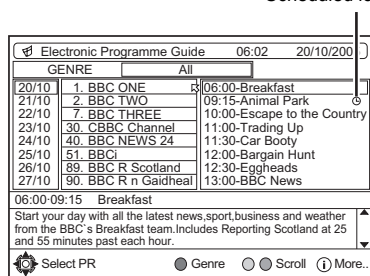 Electronic Programme Guide 06:02 20/10/200
GENRE All
20/10 1. BBC ONE 06:00-Breakfast
21/10 2. BBC TWO 09:15-Animal Park
22/10 7. BBC THREE 10:00-Escape to the Country
23/10 30. CBBC Channel 11:00-Trading Up
24/10 40. BBC NEWS 24 11:30-Car Booty
25/10 51. BBCi 12:00-Bargain Hunt
26/10 89. BBC R Scotland 12:30-Eggheads
27/10 90. BBC R n Gaidheal 13:00-BBC News
06:00-09:15 Breakfast
Start your day with all the latest news,sport,business and weather
from the BBC`s Breakfast team.Includes Reporting Scotland at 25
and 55 minutes past each hour.
Select PR Genre Scroll i More..